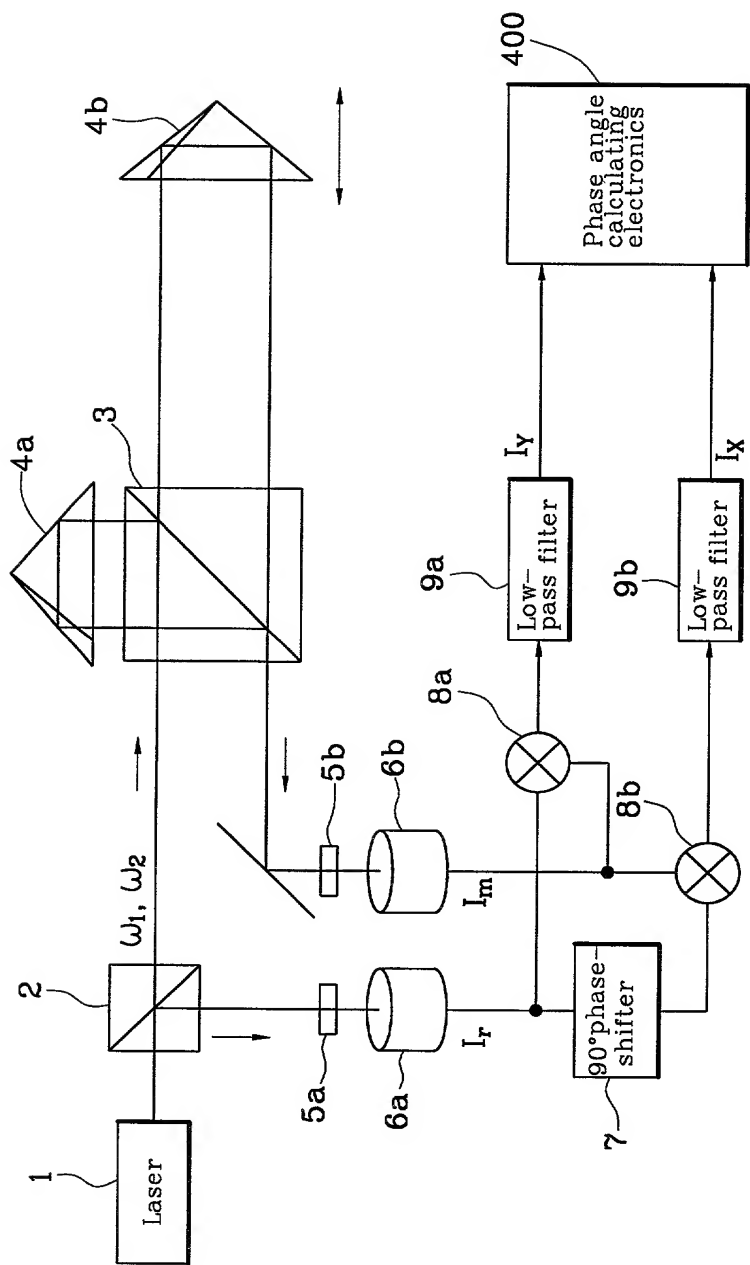 1
Laser
2
ω1, ω2
3
4a
4b
5a
5b
6a
6b
Ir
Im
7
90°phase-
shifter
8a
8b
9a
Low-
pass filter
9b
Low-
pass filter
IY
IX
400
Phase angle
calculating
electronics